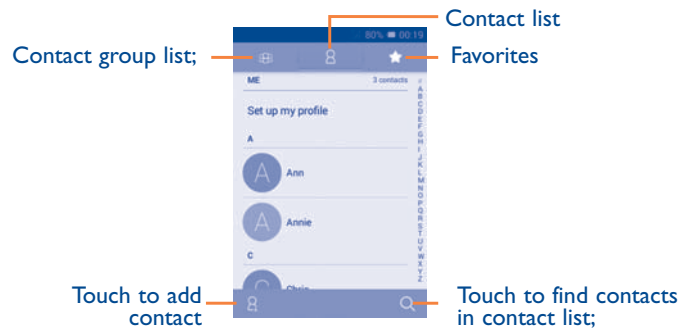 Contact list
80% 00:19
Contact group list;
Favorites
ME 3 contacts
Set up my profile
A
A Ann
A Annie
C
C Chris
#
A
B
C
D
E
F
G
H
I
J
K
L
M
N
O
P
Q
R
S
T
U
V
W
X
Y
Z
Touch to add
contact
Touch to find contacts
in contact list;